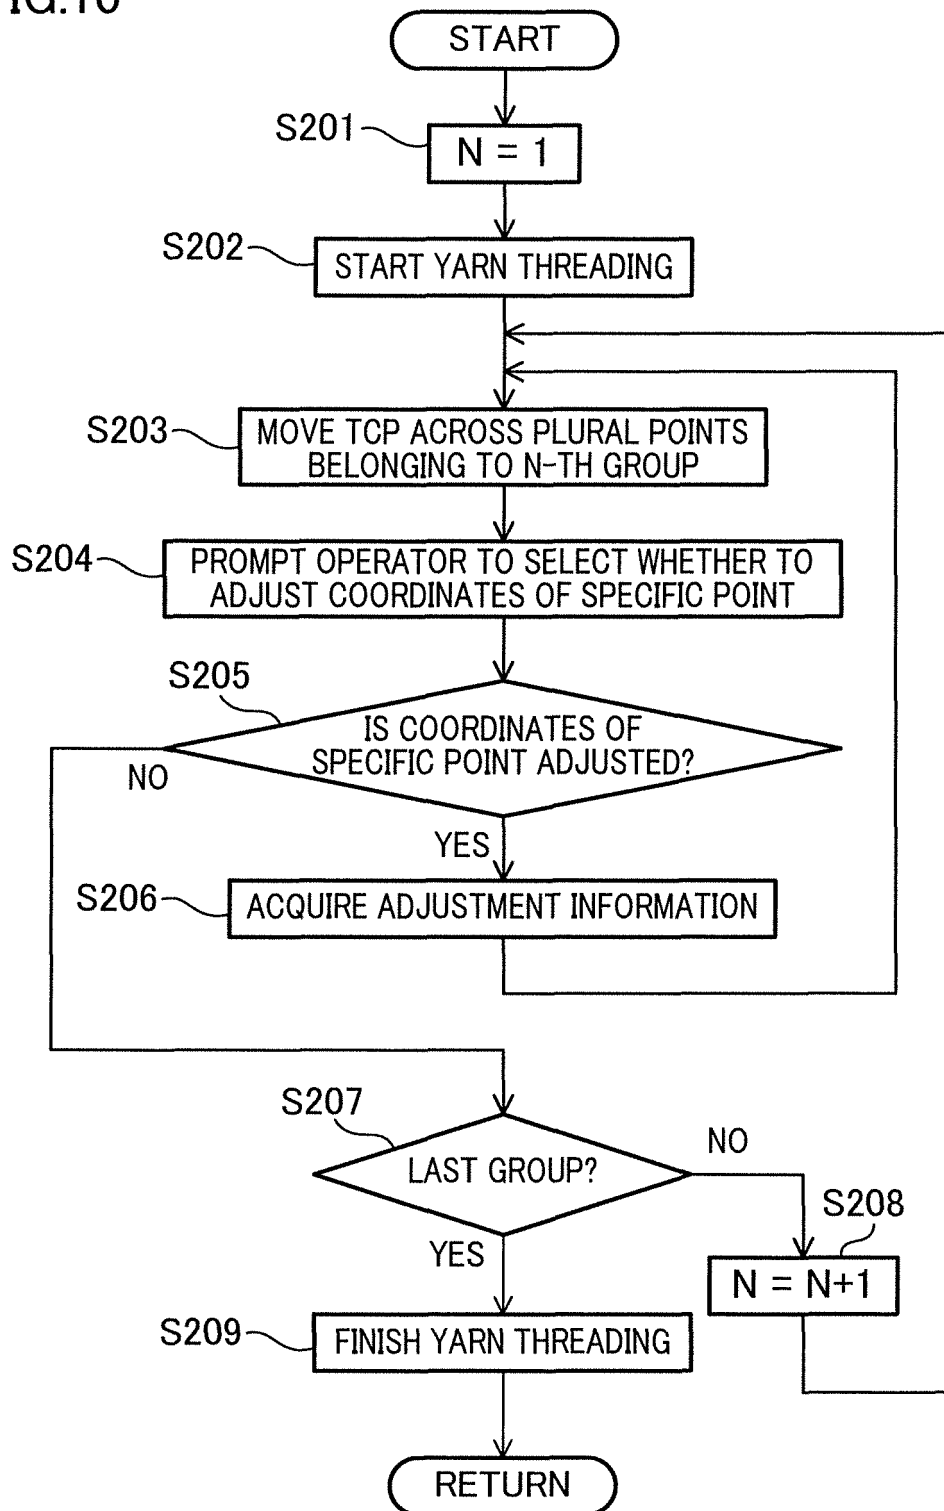 IG.10
START
S201
N = 1
S202
START YARN THREADING
S203
MOVE TCP ACROSS PLURAL POINTS
BELONGING TO N-TH GROUP
S204
PROMPT OPERATOR TO SELECT WHETHER TO
ADJUST COORDINATES OF SPECIFIC POINT
S205
IS COORDINATES OF
SPECIFIC POINT ADJUSTED?
NO
YES
S206
ACQUIRE ADJUSTMENT INFORMATION
S207
LAST GROUP?
NO
S208
YES
N = N+1
S209
FINISH YARN THREADING
RETURN